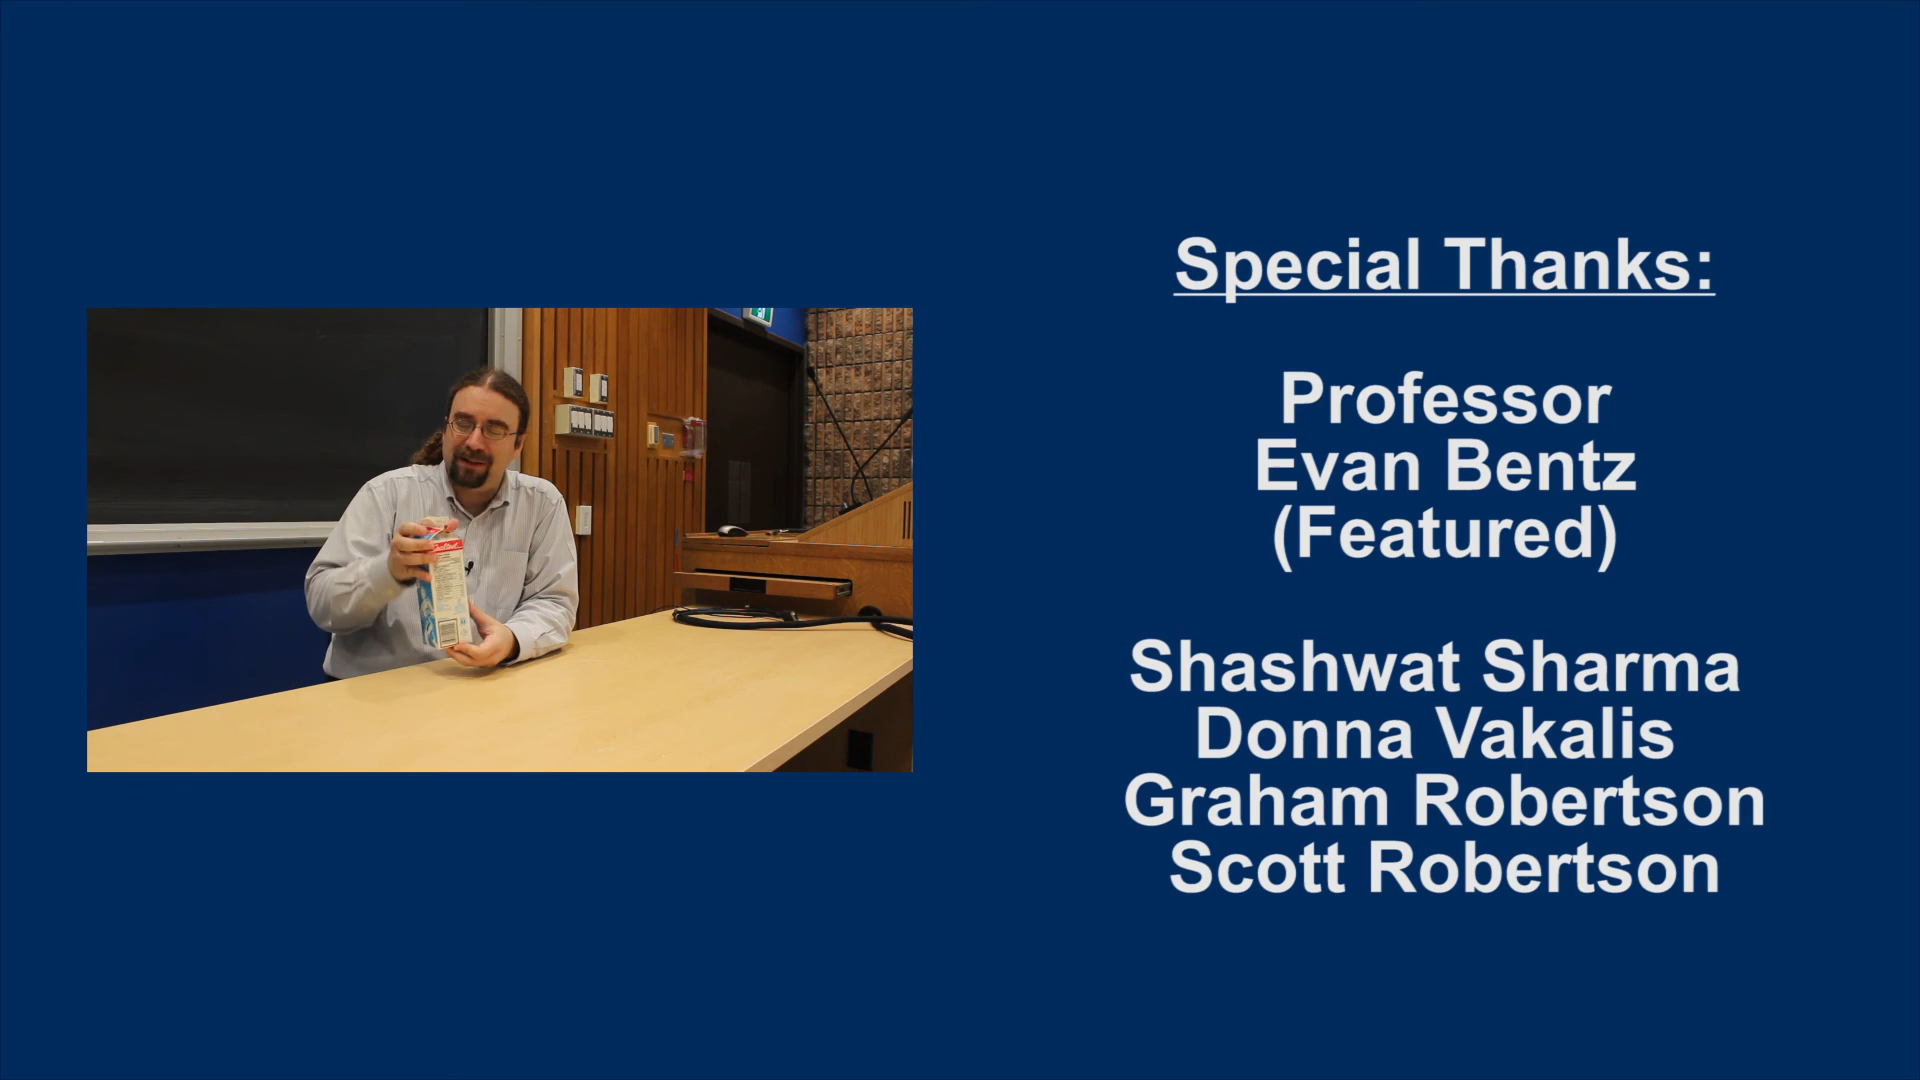 Special Thanks:
Professor
Evan Bentz
(Featured)
Shashwat Sharma
Donna Vakalis
Graham Robertson
Scott Robertson